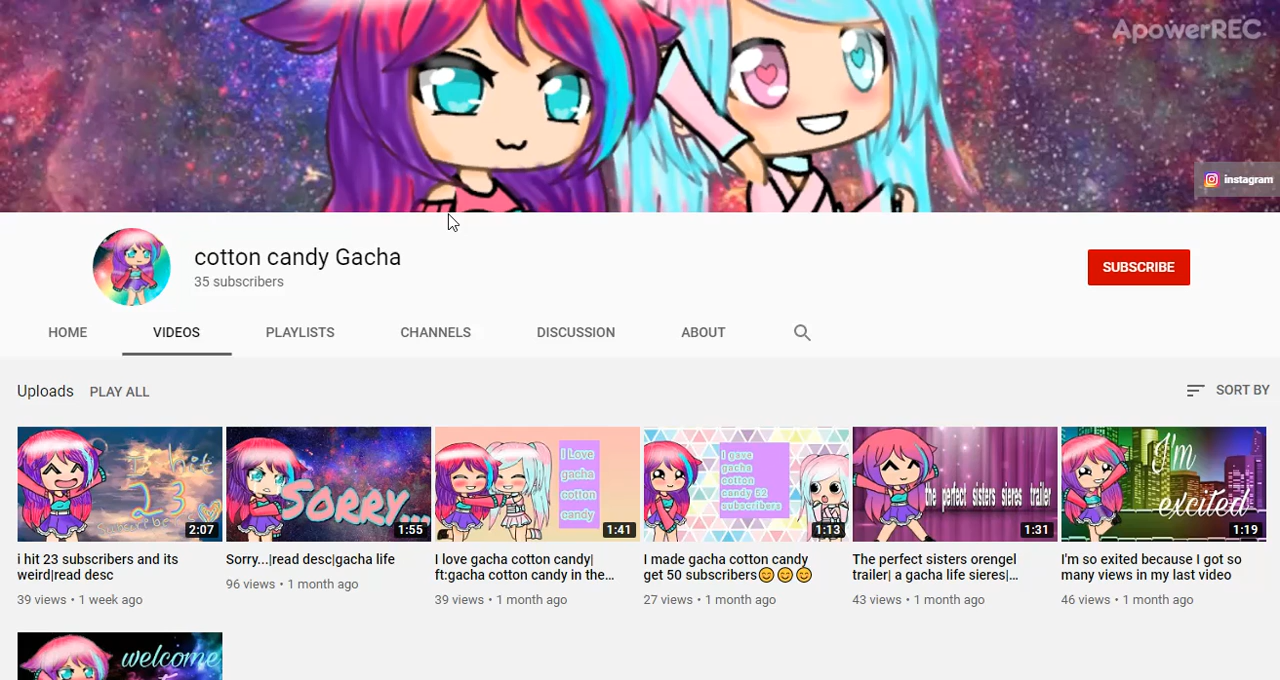 ApowerREC
instagram
cotton candy Gacha
35 subscribers
SUBSCRIBE
HOME VIDEOS PLAYLISTS CHANNELS DISCUSSION ABOUT
Uploads PLAY ALL SORT BY
I hit
23
2:07
SORRY...
1:55
I Love
gacha
cotton
candy
1:41
I gave
gacha
cotton
candy 52
subscribers
1:13
the perfect sisters sieres trailer
1:31
I'm
excited
1:19
i hit 23 subscribers and its
weird|read desc
39 views • 1 week ago
Sorry...|read desc|gacha life
96 views • 1 month ago
I love gacha cotton candy|
ft:gacha cotton candy in the...
39 views • 1 month ago
I made gacha cotton candy
get 50 subscribers😊😊😊
27 views • 1 month ago
The perfect sisters orengel
trailer| a gacha life sieres|...
43 views • 1 month ago
I'm so exited because I got so
many views in my last video
46 views • 1 month ago
welcome